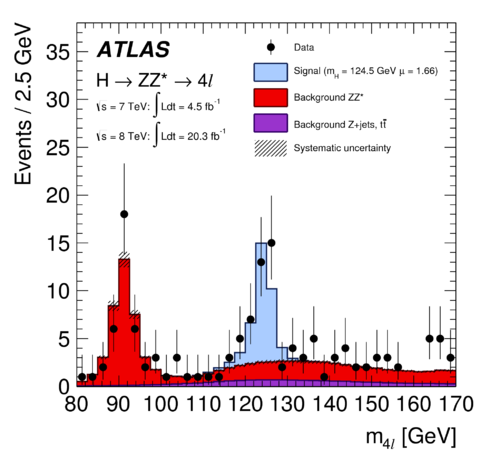 ATLAS
H → ZZ* → 4l
√s = 7 TeV: ∫Ldt = 4.5 fb⁻¹
√s = 8 TeV: ∫Ldt = 20.3 fb⁻¹
Data
Signal (m_H = 124.5 GeV μ = 1.66)
Background ZZ*
Background Z+jets, tt̄
Systematic uncertainty
Events / 2.5 GeV
35
30
25
20
15
10
5
0
80 90 100 110 120 130 140 150 160 170
m₄l [GeV]